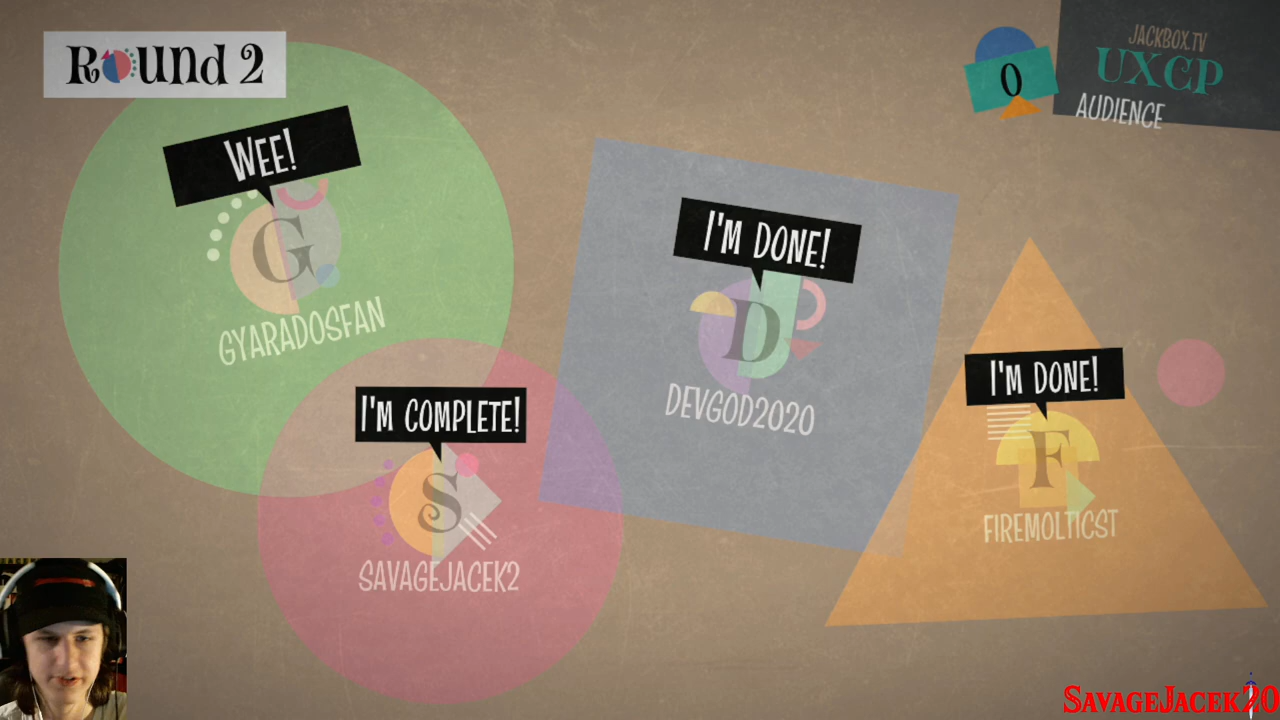 Round 2
JACKBOX.TV
UXCP
0
AUDIENCE
WEE!
G
GYARADOSFAN
I'M DONE!
D
DEVGOD2020
I'M DONE!
F
FIREMOLTICST
I'M COMPLETE!
S
SAVAGEJACEK2
SAVAGEJACEK20